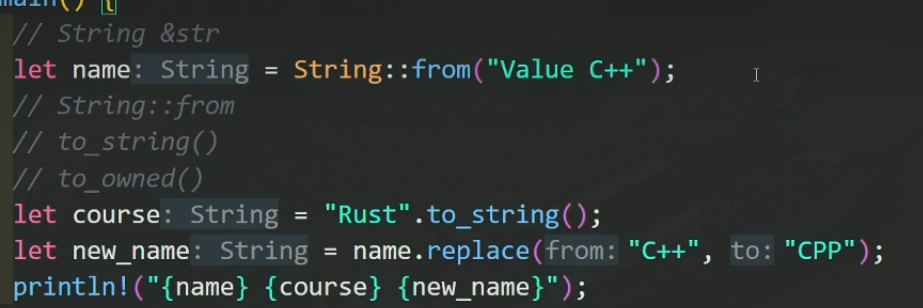 main() {
// String &str
let name: String = String::from("Value C++");
// String::from
// to_string()
// to_owned()
let course: String = "Rust".to_string();
let new_name: String = name.replace(from: "C++", to: "CPP");
println!("{name} {course} {new_name}");